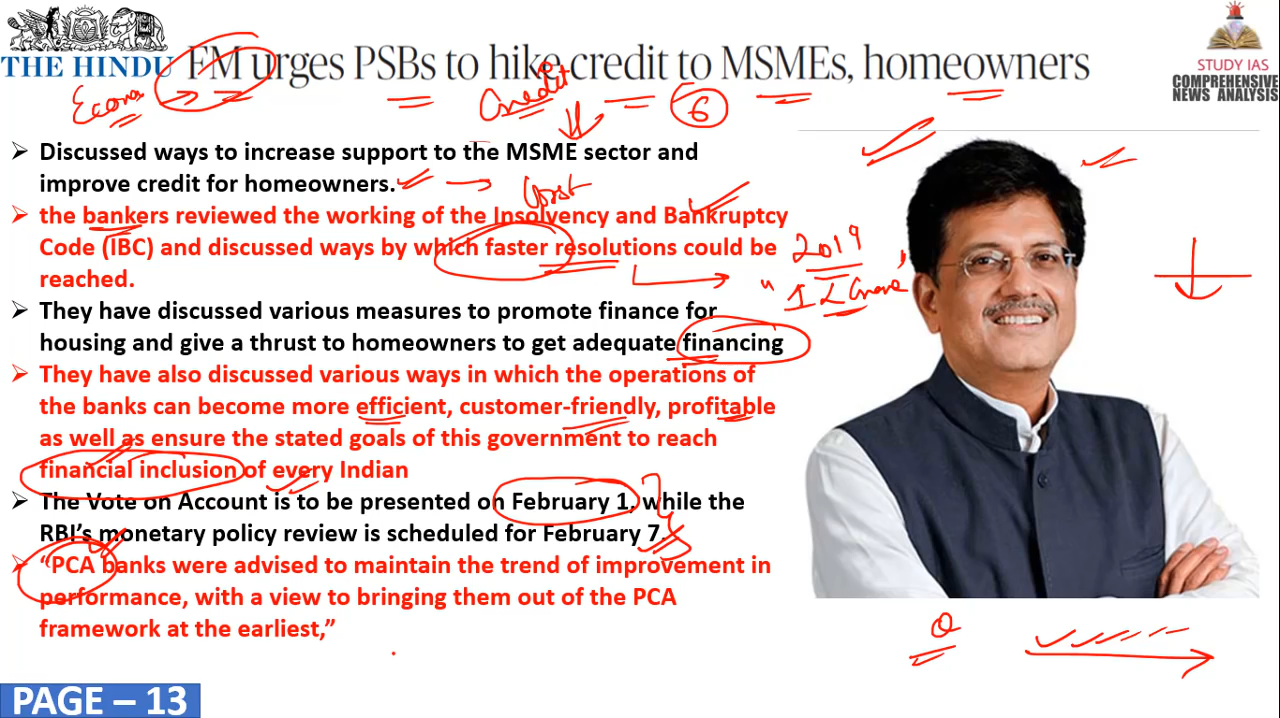 THE HINDU
FM urges PSBs to hike credit to MSMEs, homeowners
STUDY IAS
COMPREHENSIVE
NEWS ANALYSIS
Credit
6
➢ Discussed ways to increase support to the MSME sector and
improve credit for homeowners.
➢ the bankers reviewed the working of the Insolvency and Bankruptcy
Code (IBC) and discussed ways by which faster resolutions could be
reached.
2019
➢ They have discussed various measures to promote finance for
housing and give a thrust to homeowners to get adequate financing
➢ They have also discussed various ways in which the operations of
the banks can become more efficient, customer-friendly, profitable
as well as ensure the stated goals of this government to reach
financial inclusion of every Indian
➢ The Vote on Account is to be presented on February 1, while the
RBI's monetary policy review is scheduled for February 7.
➢ “PCA banks were advised to maintain the trend of improvement in
performance, with a view to bringing them out of the PCA
framework at the earliest,”
PAGE – 13